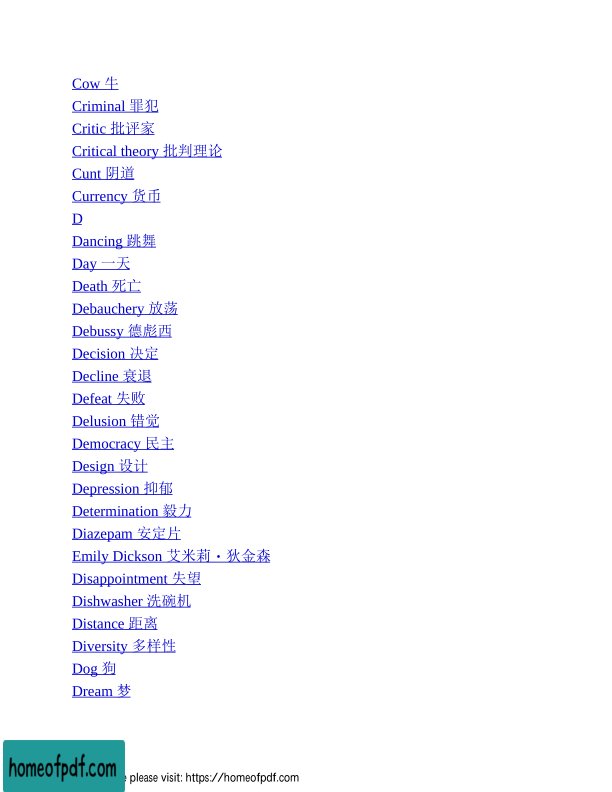 Cow 牛
Criminal 罪犯
Critic 批评家
Critical theory 批判理论
Cunt 阴道
Currency 货币
D
Dancing 跳舞
Day 一天
Death 死亡
Debauchery 放荡
Debussy 德彪西
Decision 决定
Decline 衰退
Defeat 失败
Delusion 错觉
Democracy 民主
Design 设计
Depression 抑郁
Determination 毅力
Diazepam 安定片
Emily Dickson 艾米莉·狄金森
Disappointment 失望
Dishwasher 洗碗机
Distance 距离
Diversity 多样性
Dog 狗
Dream 梦
homeofpdf.com please visit: https://homeofpdf.com